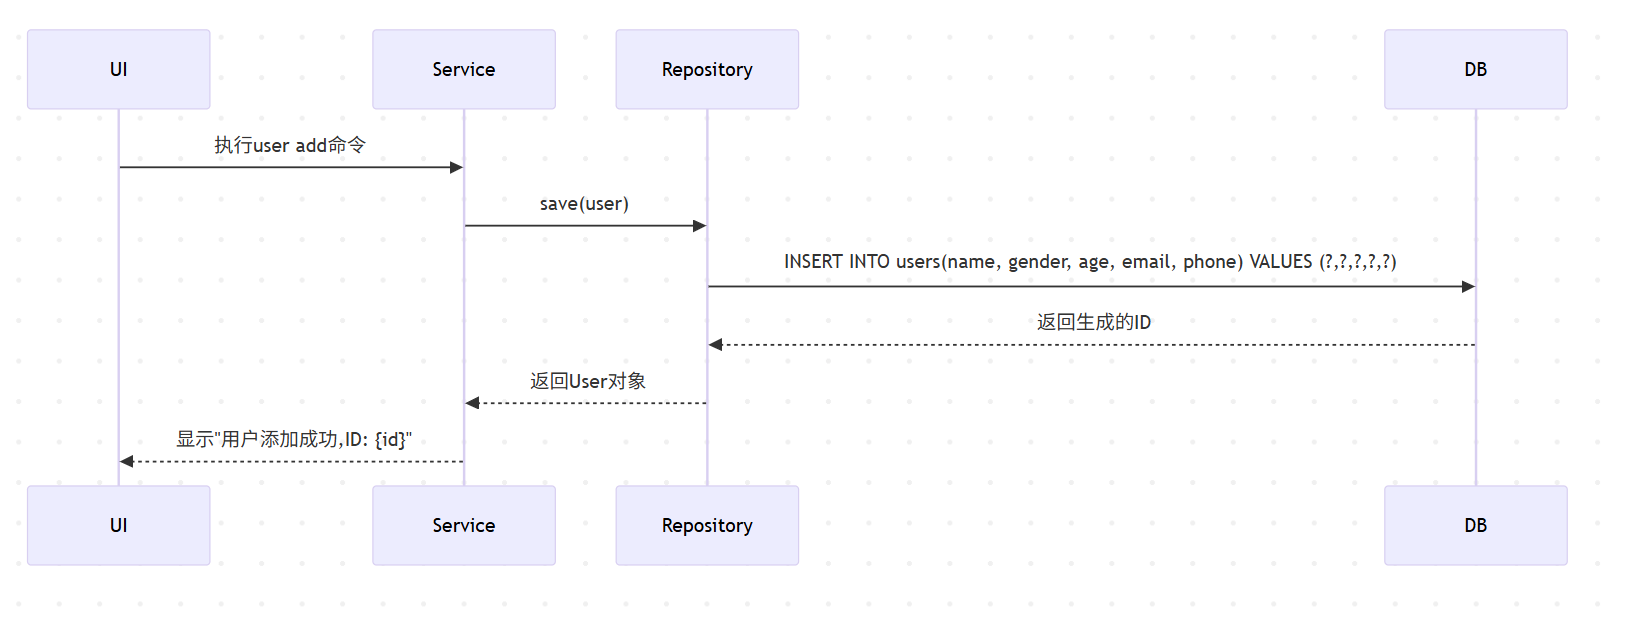 UI
Service
Repository
DB
执行user add命令
save(user)
INSERT INTO users(name, gender, age, email, phone) VALUES (?,?,?,?,?)
返回生成的ID
返回User对象
显示"用户添加成功,ID: {id}"
UI
Service
Repository
DB